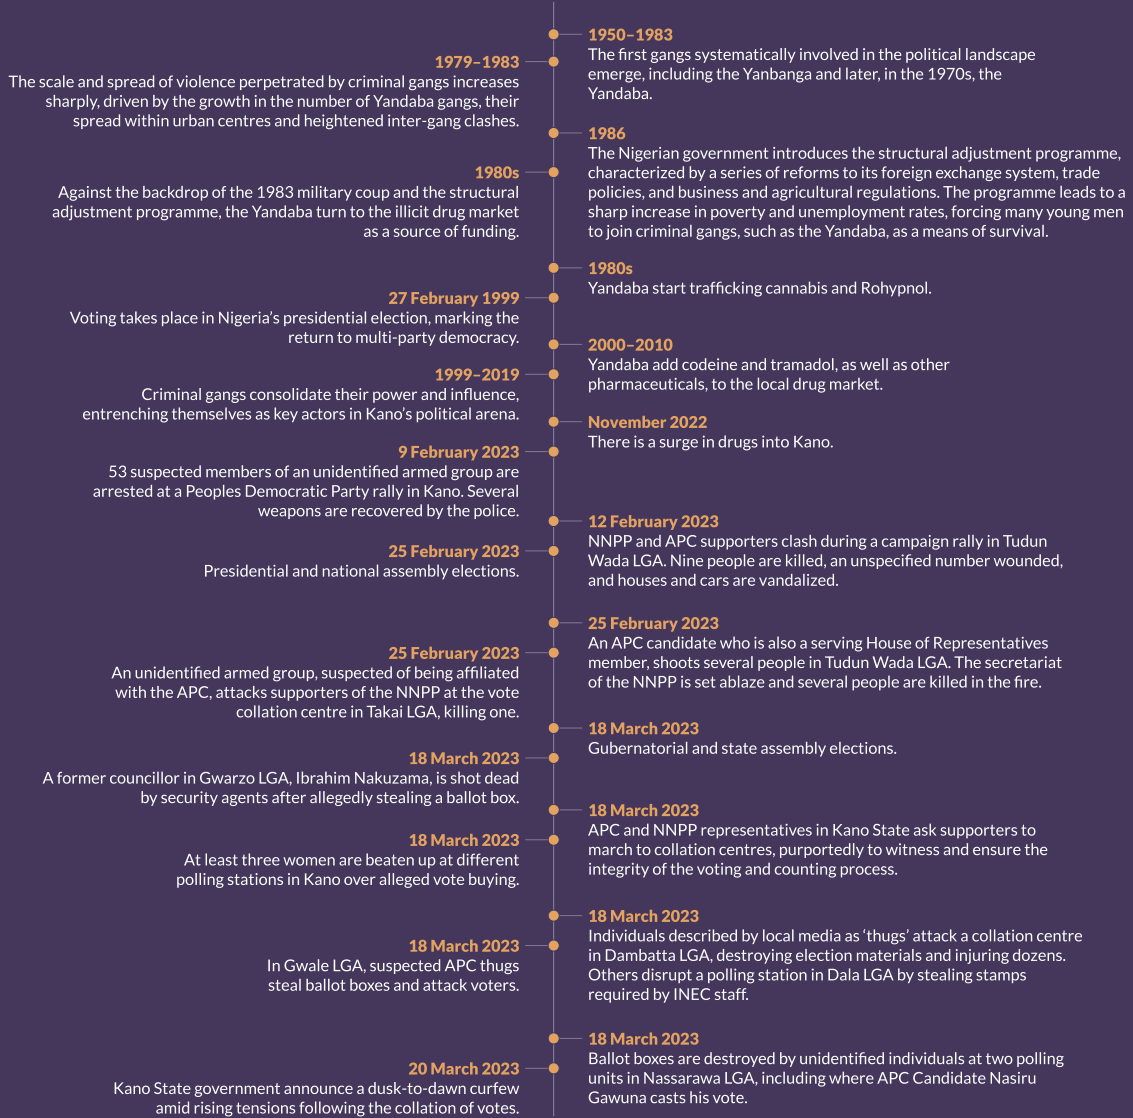 1950–1983
The first gangs systematically involved in the political landscape
emerge, including the Yanbanga and later, in the 1970s, the
Yandaba.
1979–1983
The scale and spread of violence perpetrated by criminal gangs increases
sharply, driven by the growth in the number of Yandaba gangs, their
spread within urban centres and heightened inter-gang clashes.
1986
The Nigerian government introduces the structural adjustment programme,
characterized by a series of reforms to its foreign exchange system, trade
policies, and business and agricultural regulations. The programme leads to a
sharp increase in poverty and unemployment rates, forcing many young men
to join criminal gangs, such as the Yandaba, as a means of survival.
1980s
Against the backdrop of the 1983 military coup and the structural
adjustment programme, the Yandaba turn to the illicit drug market
as a source of funding.
1980s
Yandaba start trafficking cannabis and Rohypnol.
27 February 1999
Voting takes place in Nigeria's presidential election, marking the
return to multi-party democracy.
2000–2010
Yandaba add codeine and tramadol, as well as other
pharmaceuticals, to the local drug market.
1999–2019
Criminal gangs consolidate their power and influence,
entrenching themselves as key actors in Kano's political arena.
November 2022
There is a surge in drugs into Kano.
9 February 2023
53 suspected members of an unidentified armed group are
arrested at a Peoples Democratic Party rally in Kano. Several
weapons are recovered by the police.
12 February 2023
NNPP and APC supporters clash during a campaign rally in Tudun
Wada LGA. Nine people are killed, an unspecified number wounded,
and houses and cars are vandalized.
25 February 2023
Presidential and national assembly elections.
25 February 2023
An APC candidate who is also a serving House of Representatives
member, shoots several people in Tudun Wada LGA. The secretariat
of the NNPP is set ablaze and several people are killed in the fire.
25 February 2023
An unidentified armed group, suspected of being affiliated
with the APC, attacks supporters of the NNPP at the vote
collation centre in Takai LGA, killing one.
18 March 2023
Gubernatorial and state assembly elections.
18 March 2023
A former councillor in Gwarzo LGA, Ibrahim Nakuzama, is shot dead
by security agents after allegedly stealing a ballot box.
18 March 2023
APC and NNPP representatives in Kano State ask supporters to
march to collation centres, purportedly to witness and ensure the
integrity of the voting and counting process.
18 March 2023
At least three women are beaten up at different
polling stations in Kano over alleged vote buying.
18 March 2023
Individuals described by local media as 'thugs' attack a collation centre
in Dambatta LGA, destroying election materials and injuring dozens.
Others disrupt a polling station in Dala LGA by stealing stamps
required by INEC staff.
18 March 2023
In Gwale LGA, suspected APC thugs
steal ballot boxes and attack voters.
18 March 2023
Ballot boxes are destroyed by unidentified individuals at two polling
units in Nassarawa LGA, including where APC Candidate Nasiru
Gawuna casts his vote.
20 March 2023
Kano State government announce a dusk-to-dawn curfew
amid rising tensions following the collation of votes.